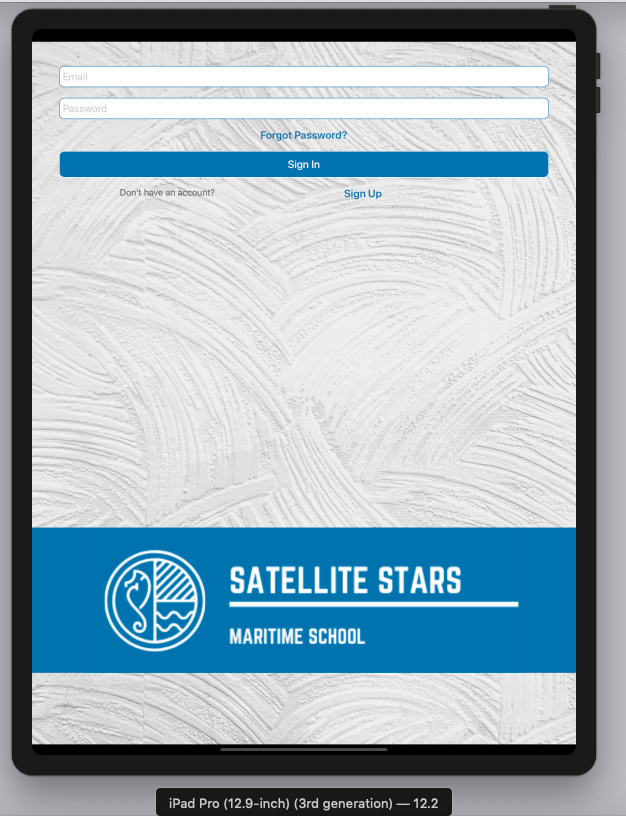 Email
Password
Forgot Password?
Sign In
Don't have an account? Sign Up
SATELLITE STARS
MARITIME SCHOOL
iPad Pro (12.9-inch) (3rd generation) — 12.2